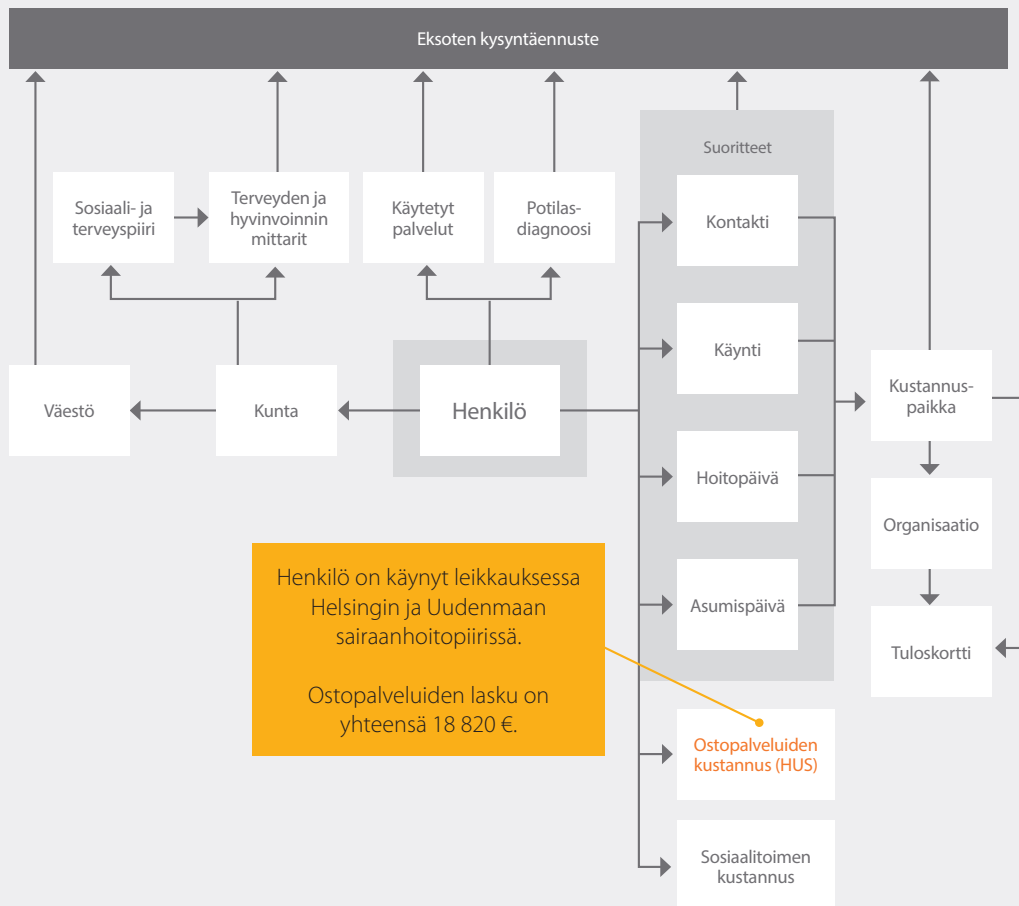 Eksoten kysyntäennuste
Suoritteet
Sosiaali- ja
terveyspiiri
Terveyden ja
hyvinvoinnin
mittarit
Käytetyt
palvelut
Potilas-
diagnoosi
Kontakti
Käynti
Väestö
Kunta
Henkilö
Kustannus-
paikka
Hoitopäivä
Organisaatio
Henkilö on käynyt leikkauksessa
Helsingin ja Uudenmaan
sairaanhoitopiirissä.
Ostopalveluiden lasku on
yhteensä 18 820 €.
Asumispäivä
Tuloskortti
Ostopalveluiden
kustannus (HUS)
Sosiaalitoimen
kustannus